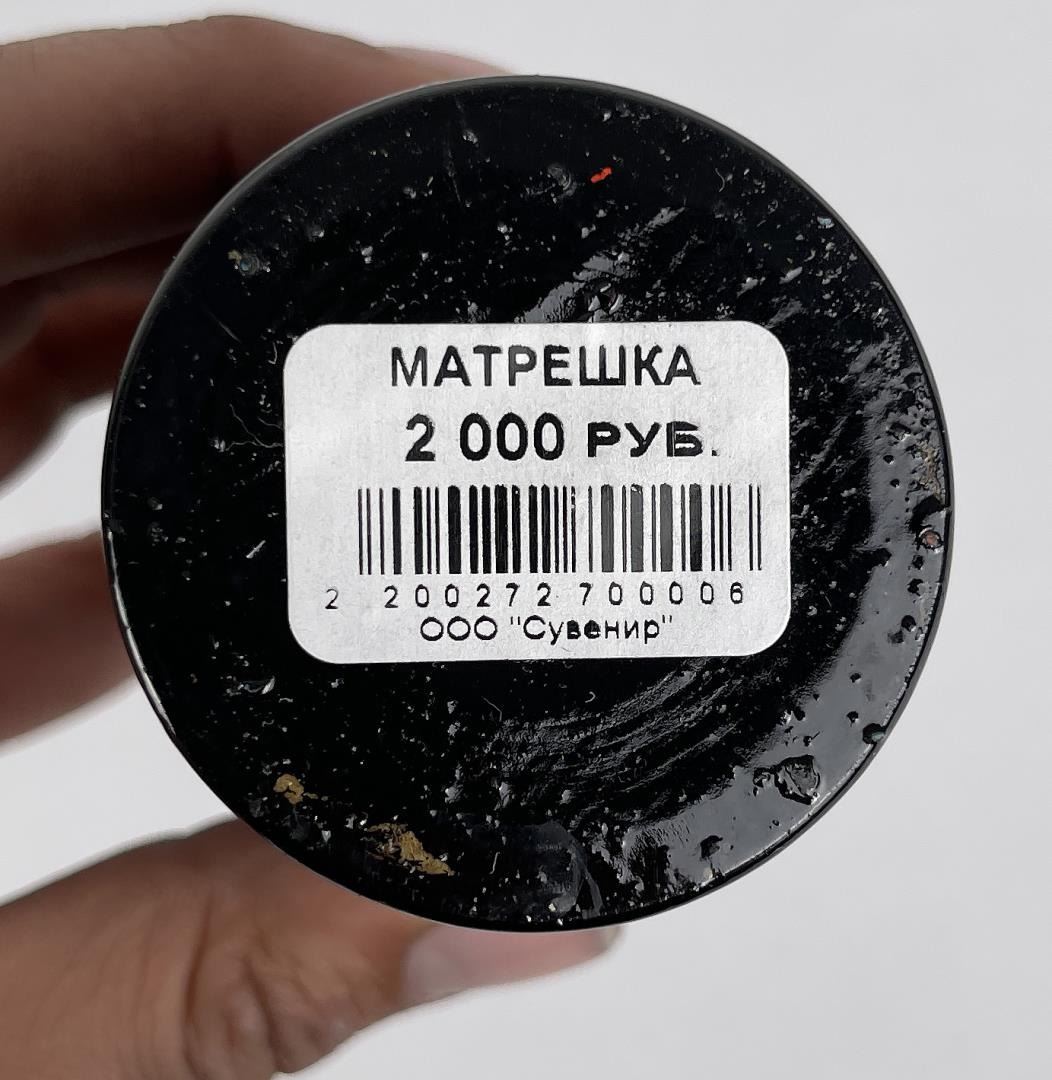 МАТРЕШКА
2 000 РУБ.
2 200272 700006
ООО "Сувенир"